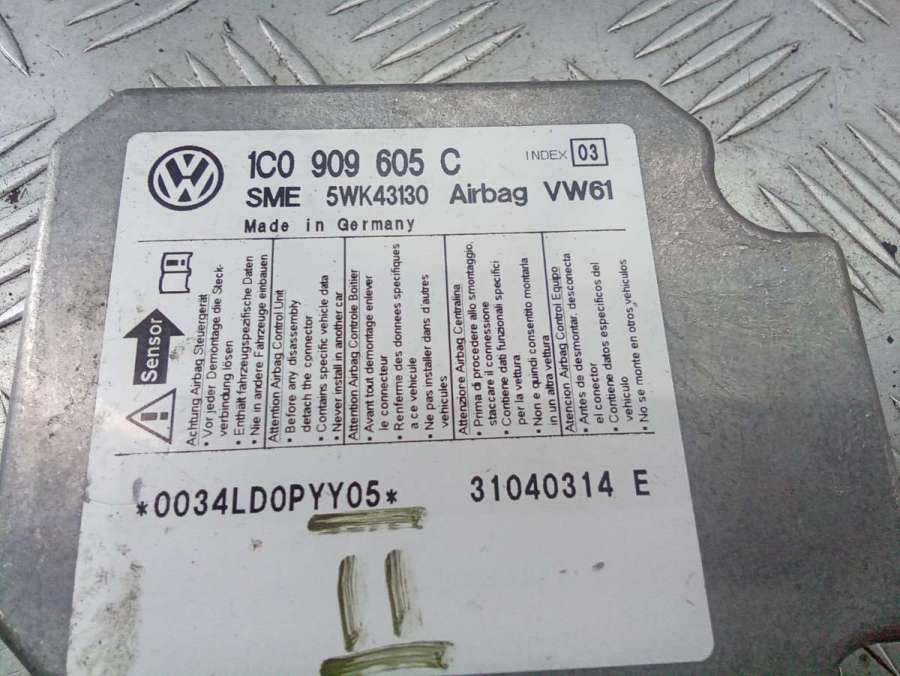 1C0 909 605 C
INDEX 03
SME 5WK43130 Airbag VW61
Made in Germany
Sensor
Achtung Airbag Steuergerät
• Vor jeder Demontage die Steck-
verbindung lösen
• Enthält fahrzeugspezifische Daten
• Nie in andere Fahrzeuge einbauen
Attention Airbag Control Unit
• Before any disassembly
detach the connector
• Contains specific vehicle data
• Never install in another car
Attention Airbag Controle Boitier
• Avant tout demontage enlever
le connecteur
• Renferme des donnees specifiques
a ce vehicule
• Ne pas installer dans d'autres
vehicules
Attenzione Airbag Centralina
• Prima di procedere allo smontaggio,
staccare il connessione
• Contiene dati funzionali specifici
per la vettura
• Non e quindi consentito montarla
in un altra vettura
Atencion Airbag Control Equipo
• Antes de desmontar, desconecta
el conector
• Contiene datos especificos del
vehiculo
• No se monte en otros vehiculos
*0034LD0PYY05*
31040314 E